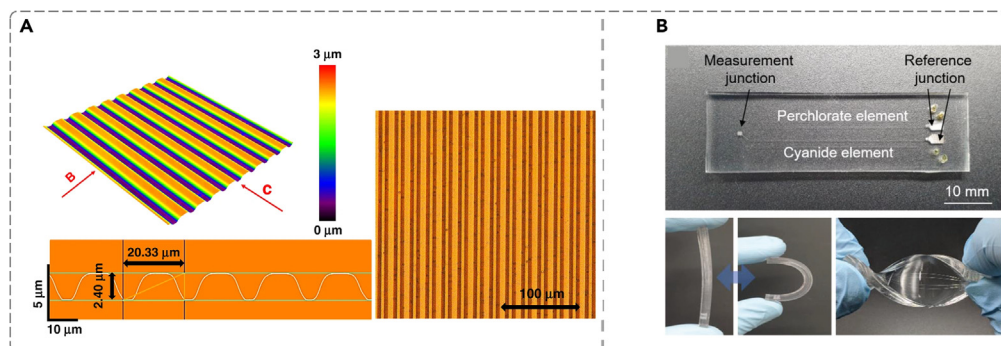 A
3 μm
0 μm
B
C
20.33 μm
2.40 μm
5 μm
10 μm
100 μm
B
Measurement
junction
Reference
junction
Perchlorate element
Cyanide element
10 mm